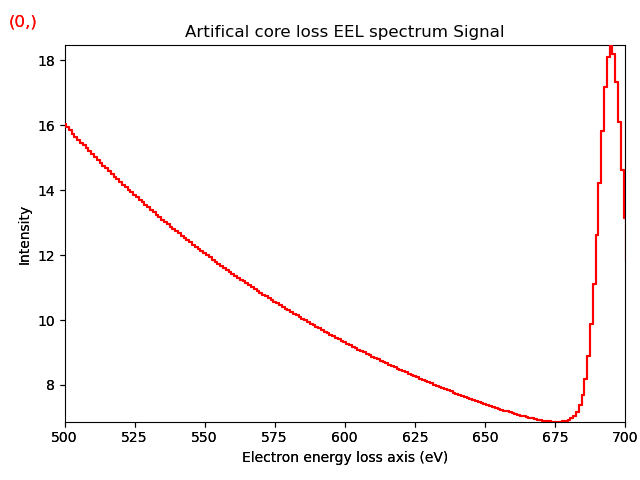 (0,)
Artifical core loss EEL spectrum Signal
18
16
14
12
10
8
Intensity
500 525 550 575 600 625 650 675 700
Electron energy loss axis (eV)